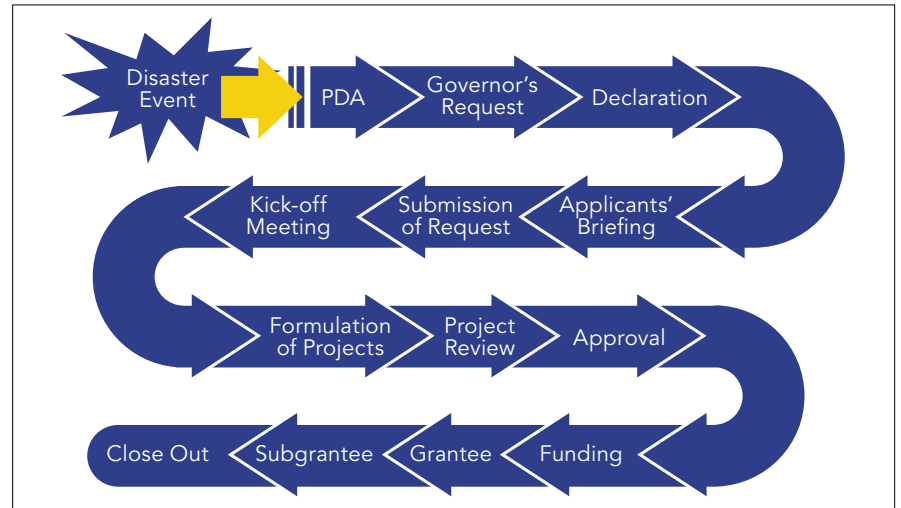 Disaster
Event
PDA
Governor's
Request
Declaration
Applicants'
Briefing
Submission
of Request
Kick-off
Meeting
Formulation
of Projects
Project
Review
Approval
Funding
Grantee
Subgrantee
Close Out